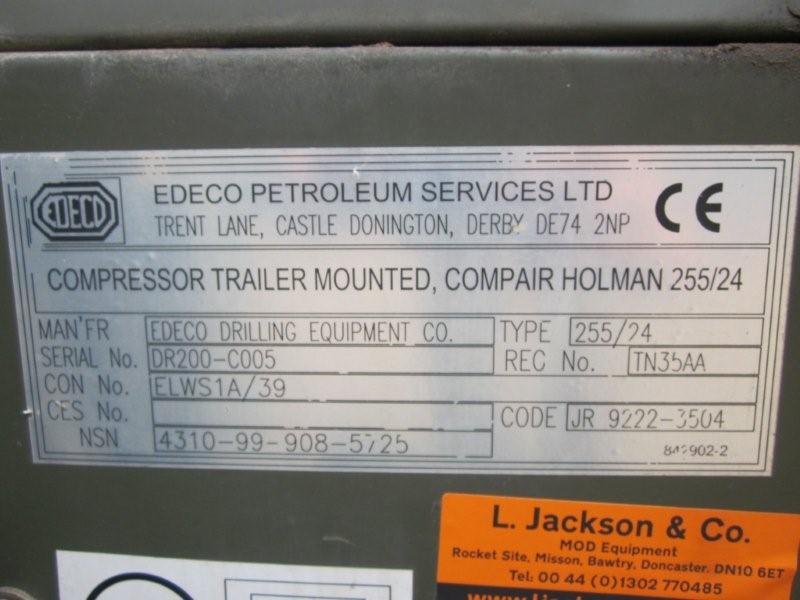 EDECO
EDECO PETROLEUM SERVICES LTD
TRENT LANE, CASTLE DONINGTON, DERBY DE74 2NP
CE
COMPRESSOR TRAILER MOUNTED, COMPAIR HOLMAN 255/24
MAN'FR EDECO DRILLING EQUIPMENT CO. TYPE 255/24
SERIAL No. DR200-C005 REC No. TN35AA
CON No. ELWS1A/39
CES No. CODE JR 9222-3504
NSN 4310-99-908-5725
L. Jackson & Co.
MOD Equipment
Rocket Site, Misson, Bawtry, Doncaster. DN10 6ET
Tel: 00 44 (0)1302 770485